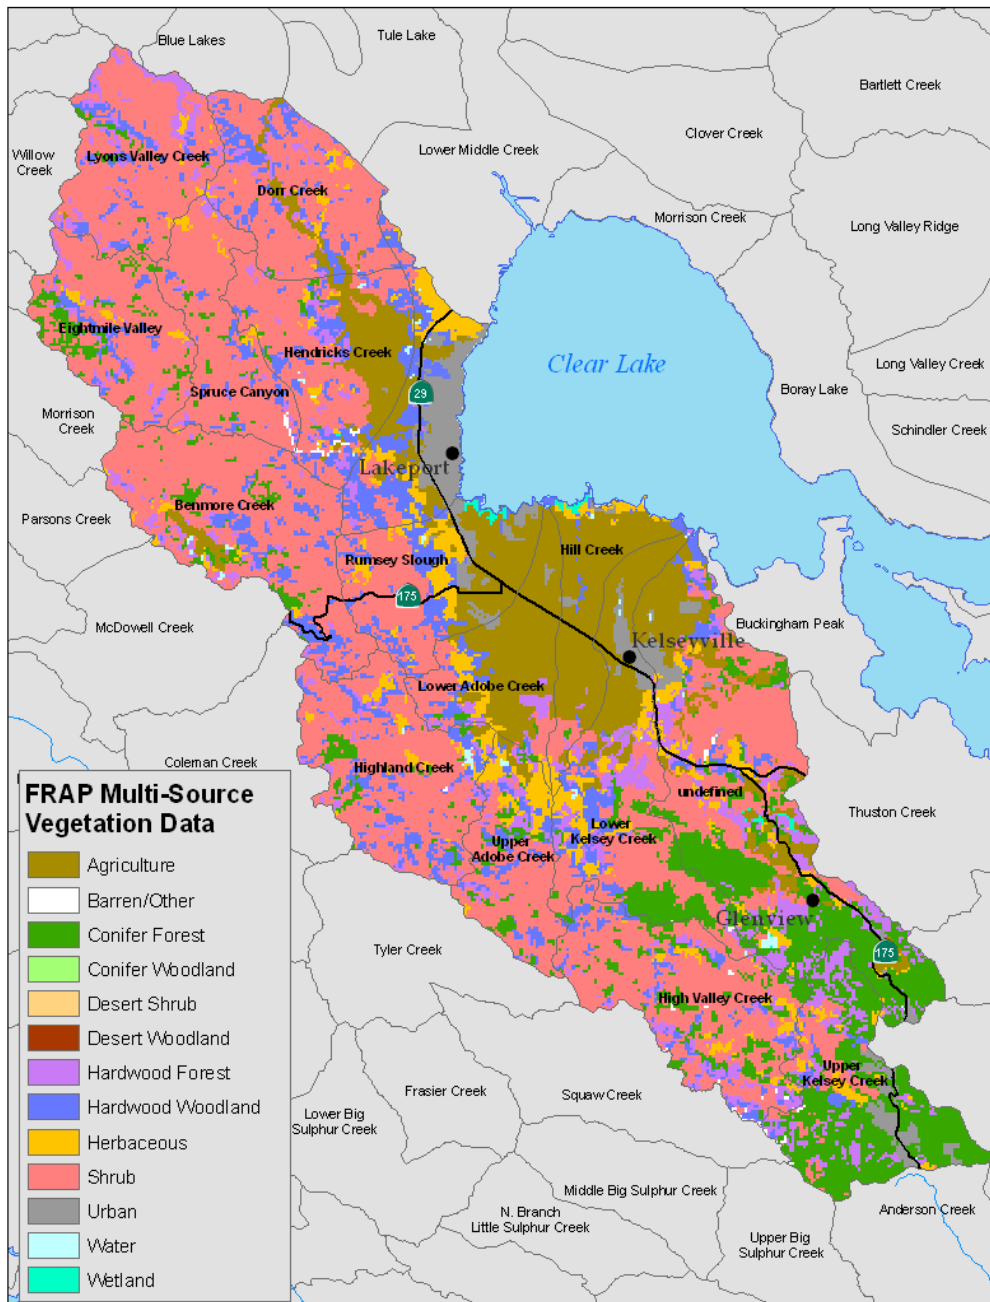 Blue Lakes
Tule Lake
Bartlett Creek
Clover Creek
Lower Middle Creek
Willow
Creek
Lyons Valley Creek
Dorr Creek
Morrison Creek
Long Valley Ridge
Eightmile Valley
Hendricks Creek
Clear Lake
Long Valley Creek
Spruce Canyon
29
Boray Lake
Morrison
Creek
Schindler Creek
Lakeport
Benmore Creek
Parsons Creek
Rumsey Slough
Hill Creek
175
McDowell Creek
Buckingham Peak
Kelseyville
Lower Adobe Creek
Coleman Creek
Highland Creek
undefined
Thuston Creek
Lower
Kelsey Creek
Upper
Adobe Creek
Glenview
Tyler Creek
175
High Valley Creek
Upper
Kelsey Creek
Frasier Creek
Squaw Creek
Lower Big
Sulphur Creek
Middle Big Sulphur Creek
N. Branch
Little Sulphur Creek
Anderson Creek
Upper Big
Sulphur Creek
FRAP Multi-Source
Vegetation Data
Agriculture
Barren/Other
Conifer Forest
Conifer Woodland
Desert Shrub
Desert Woodland
Hardwood Forest
Hardwood Woodland
Herbaceous
Shrub
Urban
Water
Wetland